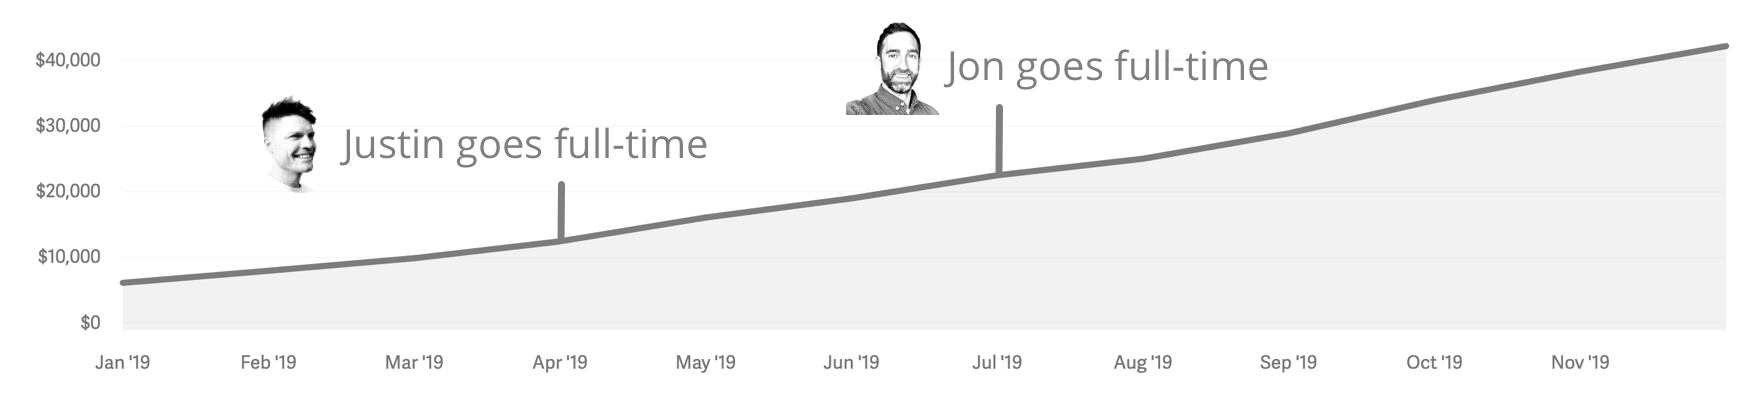 $40,000
Jon goes full-time
$30,000
Justin goes full-time
$20,000
$10,000
$0
Jan '19 Feb '19 Mar '19 Apr '19 May '19 Jun '19 Jul '19 Aug '19 Sep '19 Oct '19 Nov '19